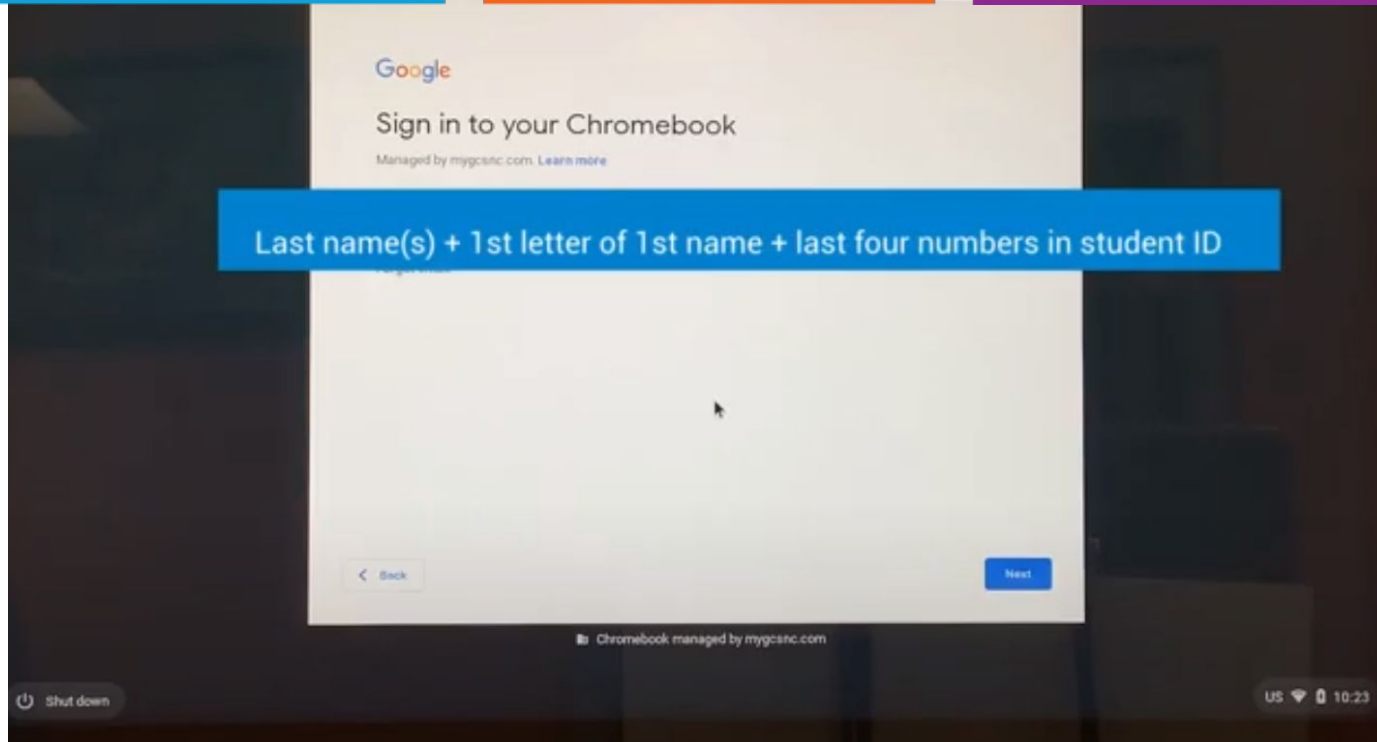 Google
Sign in to your Chromebook
Managed by mygcsnc.com. Learn more
Last name(s) + 1st letter of 1st name + last four numbers in student ID
Back
Next
Chromebook managed by mygcsnc.com
Shut down
US 10:23